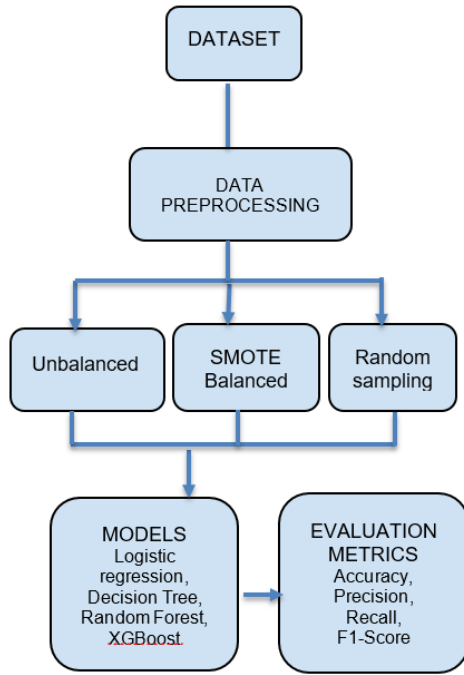 DATASET
DATA
PREPROCESSING
Unbalanced
SMOTE
Balanced
Random
sampling
MODELS
Logistic
regression,
Decision Tree,
Random Forest,
XGBoost
EVALUATION
METRICS
Accuracy,
Precision,
Recall,
F1-Score